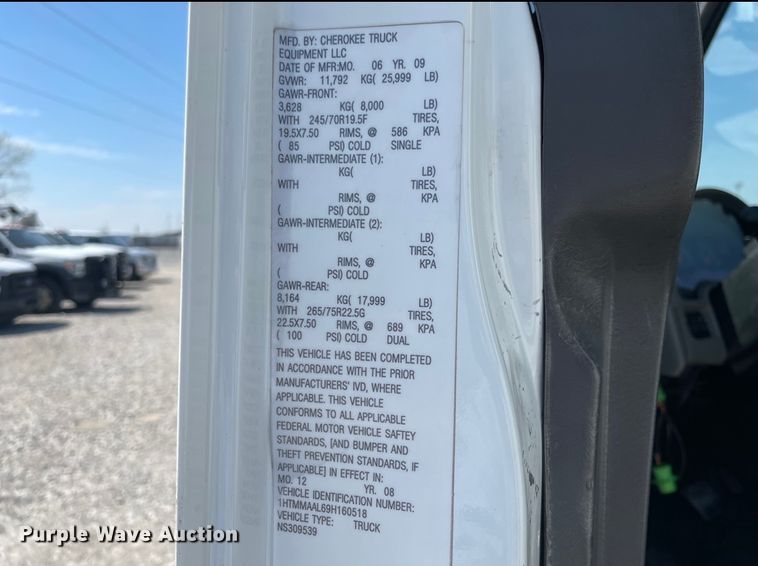 MFD. BY: CHEROKEE TRUCK
EQUIPMENT LLC
DATE OF MFR:MO. 06 YR. 09
GVWR: 11,792 KG( 25,999 LB)
GAWR-FRONT:
3,628 KG( 8,000 LB)
WITH 245/70R19.5F TIRES,
19.5X7.50 RIMS, @ 586 KPA
( 85 PSI) COLD SINGLE
GAWR-INTERMEDIATE (1):
KG( LB)
WITH TIRES,
RIMS, @ KPA
( PSI) COLD
GAWR-INTERMEDIATE (2):
KG( LB)
WITH TIRES,
RIMS, @ KPA
( PSI) COLD
GAWR-REAR:
8,164 KG( 17,999 LB)
WITH 265/75R22.5G TIRES,
22.5X7.50 RIMS, @ 689 KPA
( 100 PSI) COLD DUAL
THIS VEHICLE HAS BEEN COMPLETED
IN ACCORDANCE WITH THE PRIOR
MANUFACTURERS' IVD, WHERE
APPLICABLE. THIS VEHICLE
CONFORMS TO ALL APPLICABLE
FEDERAL MOTOR VEHICLE SAFTEY
STANDARDS, [AND BUMPER AND
THEFT PREVENTION STANDARDS, IF
APPLICABLE] IN EFFECT IN:
MO. 12 YR. 08
VEHICLE IDENTIFICATION NUMBER:
1HTMMAAL69H160518
VEHICLE TYPE: TRUCK
NS309539
Purple Wave Auction